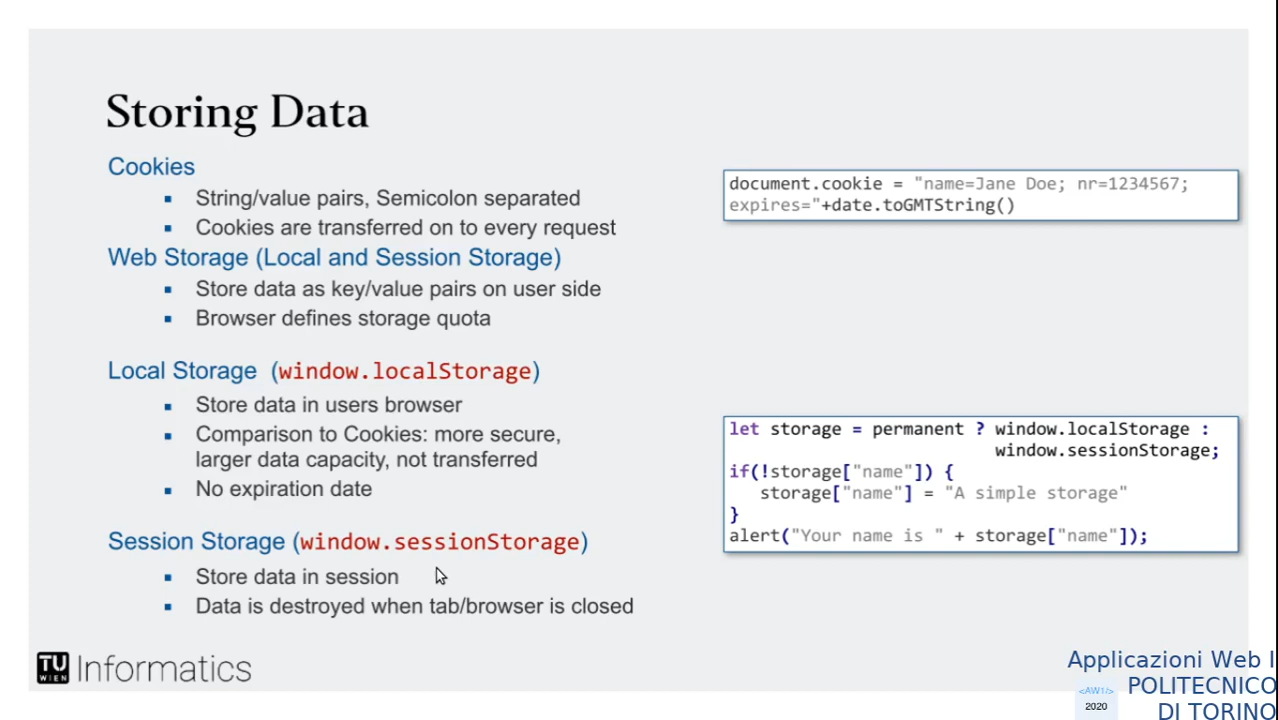 Storing Data
Cookies
▪ String/value pairs, Semicolon separated
▪ Cookies are transferred on to every request
Web Storage (Local and Session Storage)
▪ Store data as key/value pairs on user side
▪ Browser defines storage quota
Local Storage (window.localStorage)
▪ Store data in users browser
▪ Comparison to Cookies: more secure,
larger data capacity, not transferred
▪ No expiration date
Session Storage (window.sessionStorage)
▪ Store data in session
▪ Data is destroyed when tab/browser is closed
document.cookie = "name=Jane Doe; nr=1234567;
expires="+date.toGMTString()
let storage = permanent ? window.localStorage :
window.sessionStorage;
if(!storage["name"]) {
storage["name"] = "A simple storage"
}
alert("Your name is " + storage["name"]);
TU
WIEN
Informatics
Applicazioni Web I
POLITECNICO
DI TORINO
<AW1/>
2020